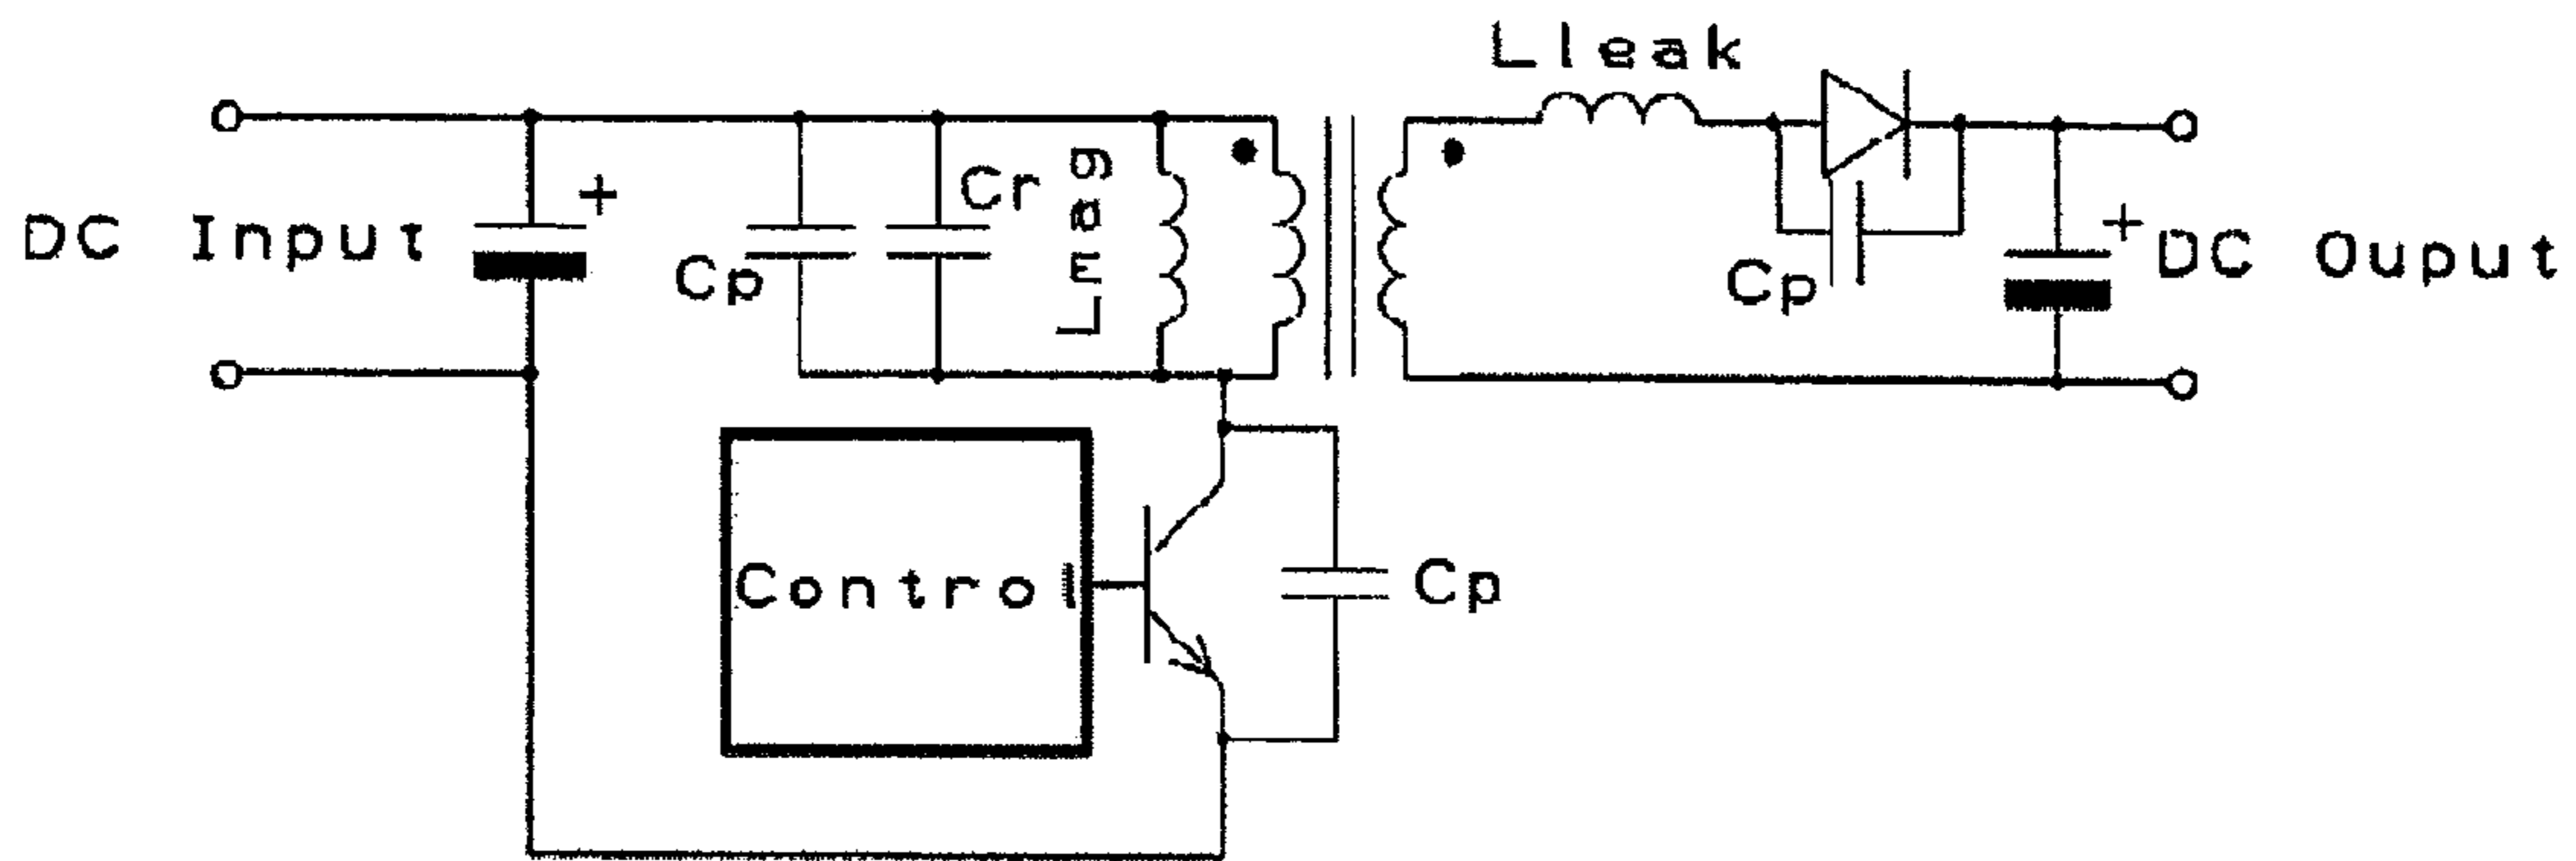 Lleak
DC Input
+
Cp
Cr
Lmag
Cp
+
DC Ouput
Control
Cp